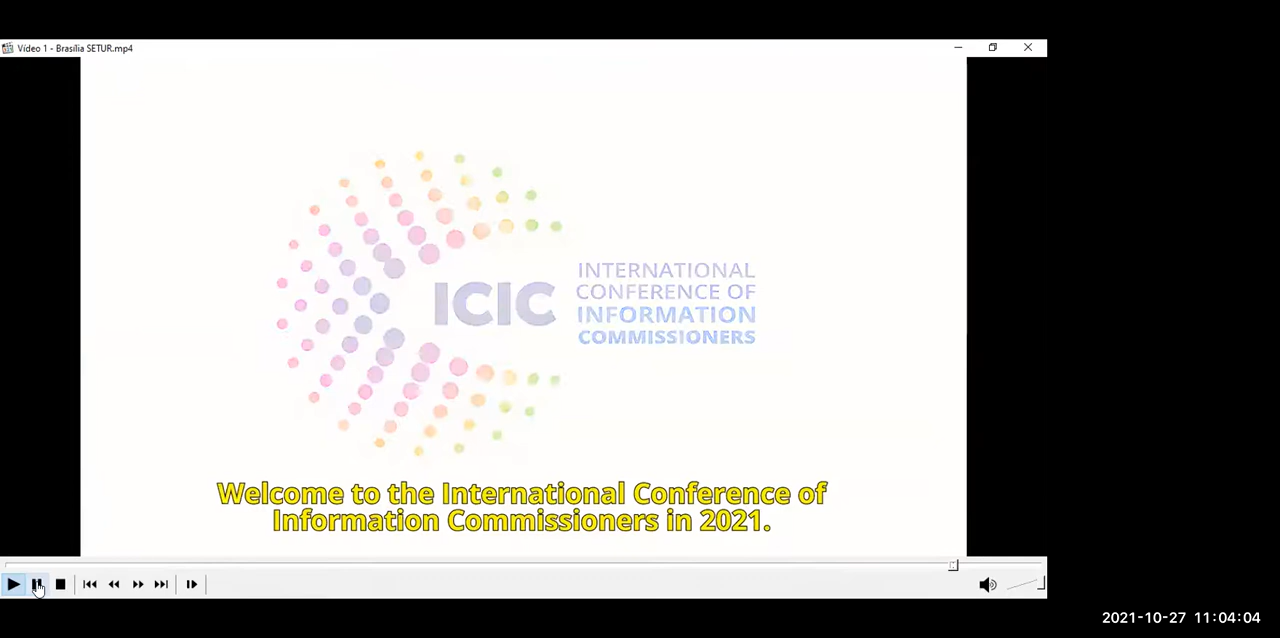 Vídeo 1 - Brasília SETUR.mp4
ICIC
INTERNATIONAL
CONFERENCE OF
INFORMATION
COMMISSIONERS
Welcome to the International Conference of
Information Commissioners in 2021.
2021-10-27 11:04:04